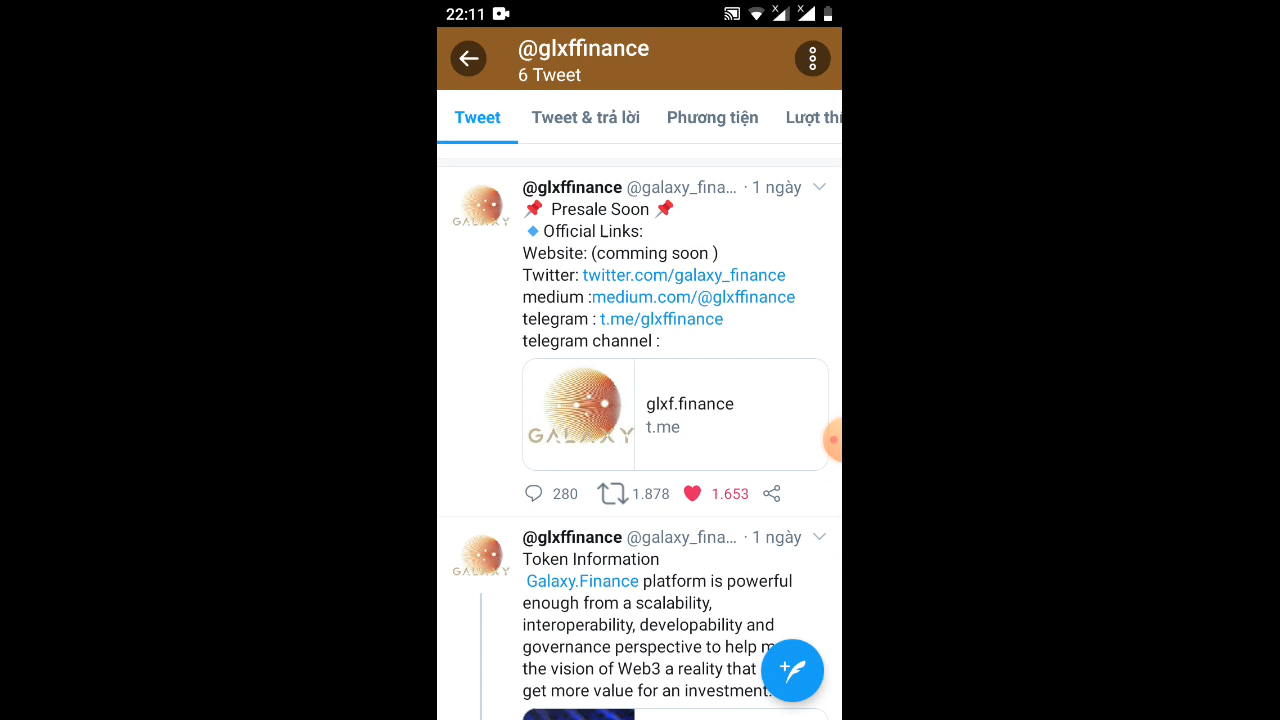 22:11
@glxffinance
6 Tweet
Tweet Tweet & trả lời Phương tiện Lượt thí
@glxffinance @galaxy_fina... · 1 ngày
📌 Presale Soon 📌
🔹Official Links:
Website: (comming soon )
Twitter: twitter.com/galaxy_finance
medium :medium.com/@glxffinance
telegram : t.me/glxffinance
telegram channel :
GALAXY
GALAXY
glxf.finance
t.me
280 1.878 1.653
@glxffinance @galaxy_fina... · 1 ngày
GALAXY
Token Information
Galaxy.Finance platform is powerful
enough from a scalability,
interoperability, developability and
governance perspective to help
the vision of Web3 a reality that
get more value for an investment.